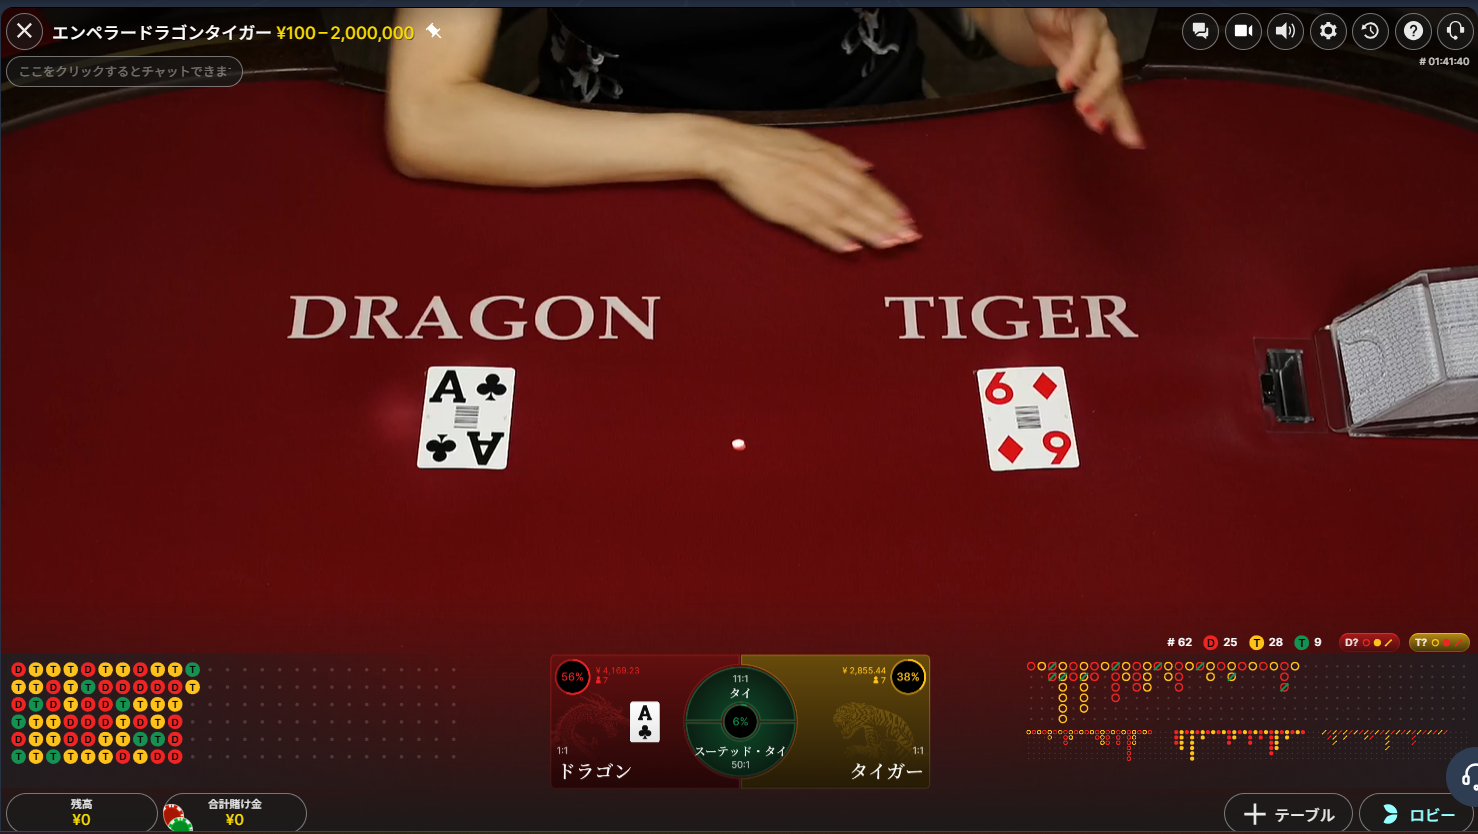 エンペラードラゴンタイガー ¥100–2,000,000
ここをクリックするとチャットできま
# 01:41:40
DRAGON
TIGER
A
A
6
6
# 62 D 25 T 28 T 9 D? T?
D T T T D T T D T T T
T T D T T D D D D D T
D T D T D D T T T T
T T D D D T T T D
D T T D D T T T T D
T T T T T T D T D D
56%
¥ 4,169.23
7
A
1:1
ドラゴン
11:1
タイ
6%
スーテッド・タイ
50:1
¥ 2,855.44
7
38%
1:1
タイガー
残高
¥0
合計賭け金
¥0
テーブル
ロビー